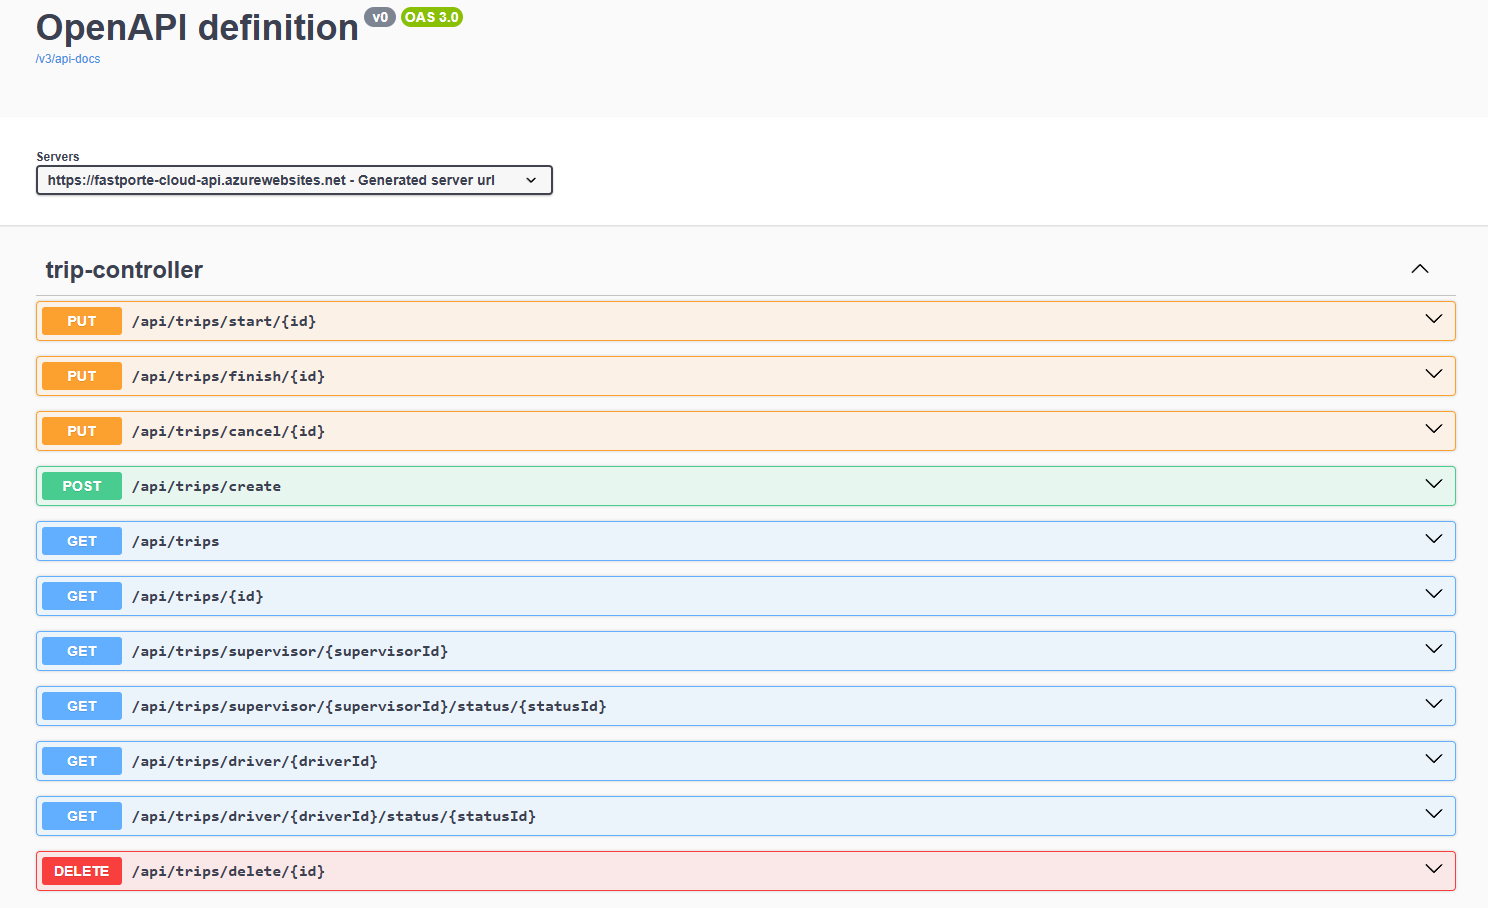 OpenAPI definition v0 OAS 3.0
/v3/api-docs
Servers
https://fastporte-cloud-api.azurewebsites.net - Generated server url
trip-controller
PUT /api/trips/start/{id}
PUT /api/trips/finish/{id}
PUT /api/trips/cancel/{id}
POST /api/trips/create
GET /api/trips
GET /api/trips/{id}
GET /api/trips/supervisor/{supervisorId}
GET /api/trips/supervisor/{supervisorId}/status/{statusId}
GET /api/trips/driver/{driverId}
GET /api/trips/driver/{driverId}/status/{statusId}
DELETE /api/trips/delete/{id}